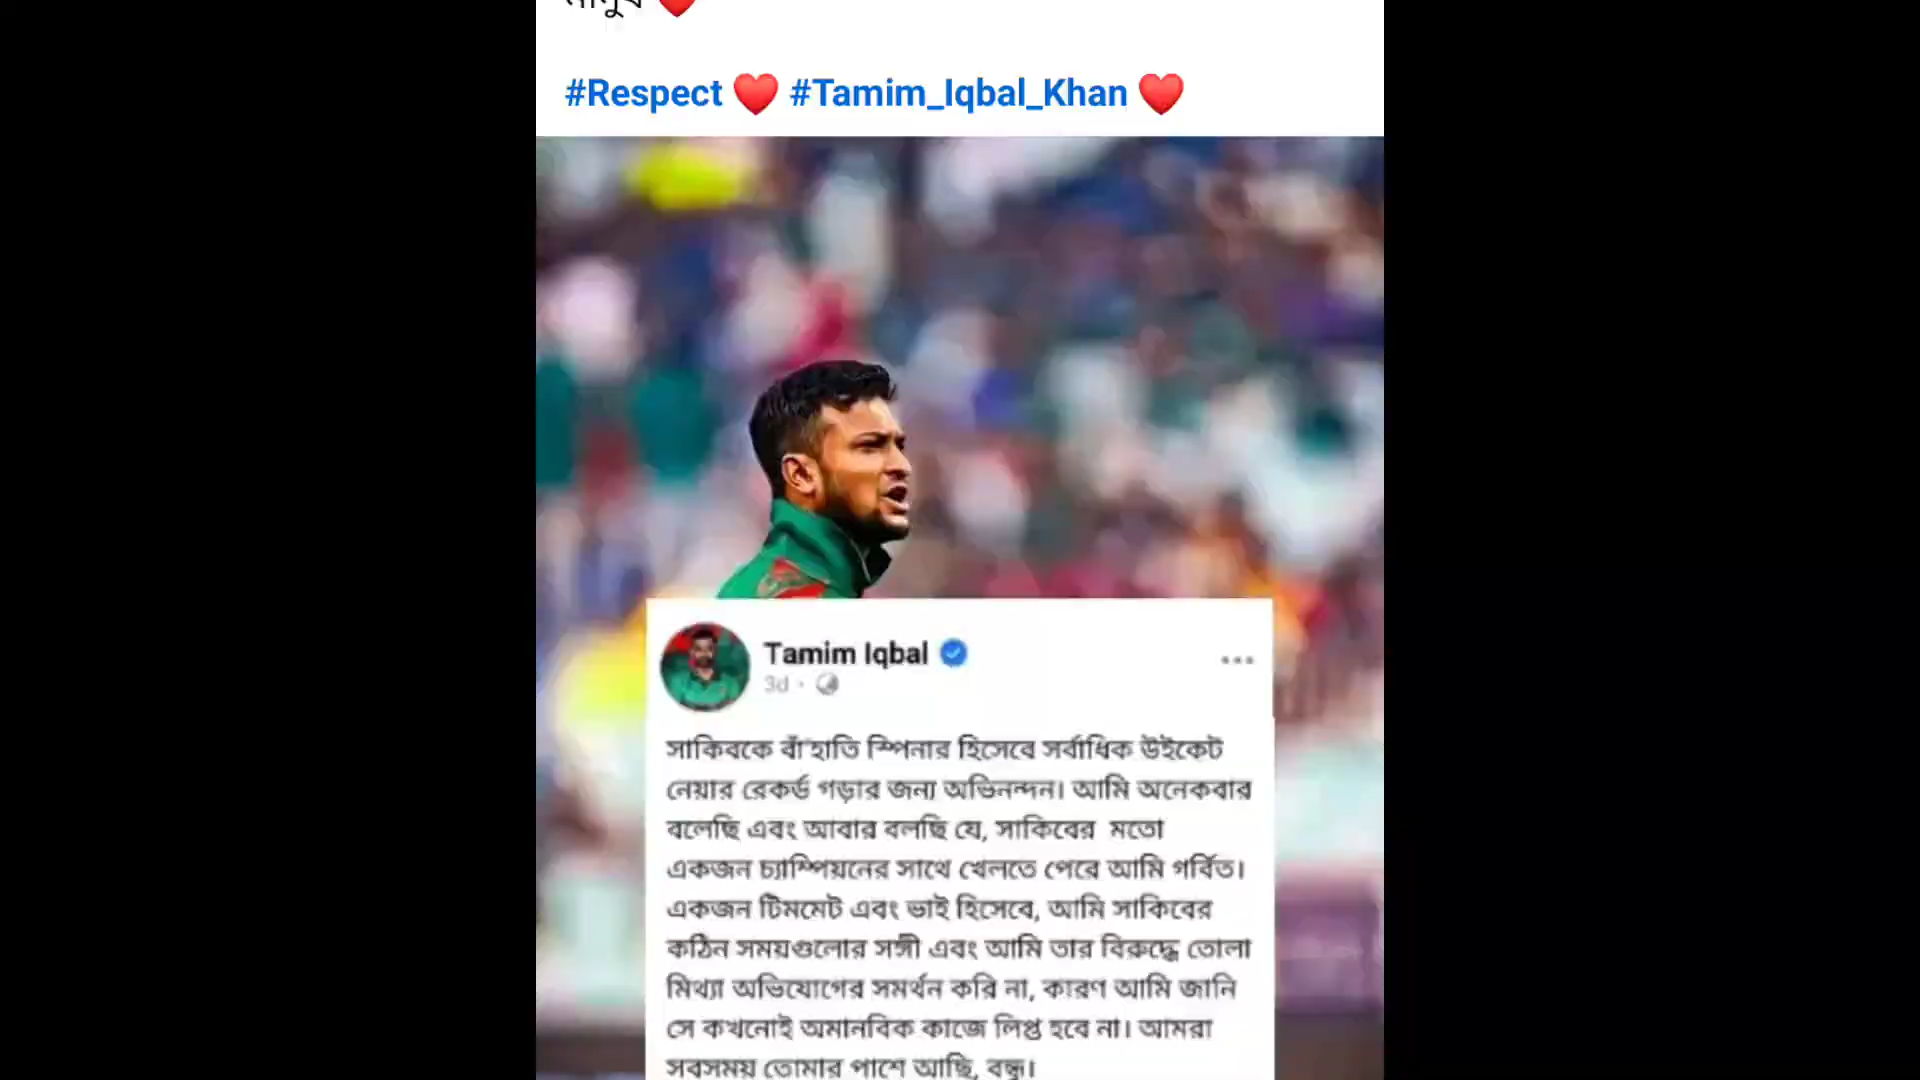 মানুষ ❤️
#Respect ❤️ #Tamim_Iqbal_Khan ❤️
Tamim Iqbal
3d ·
সাকিবকে বাঁ হাতি স্পিনার হিসেবে সর্বাধিক উইকেট
নেয়ার রেকর্ড গড়ার জন্য অভিনন্দন। আমি অনেকবার
বলেছি এবং আবার বলছি যে, সাকিবের মতো
একজন চ্যাম্পিয়নের সাথে খেলতে পেরে আমি গর্বিত।
একজন টিমমেট এবং ভাই হিসেবে, আমি সাকিবের
কঠিন সময়গুলোর সঙ্গী এবং আমি তার বিরুদ্ধে তোলা
মিথ্যা অভিযোগের সমর্থন করি না, কারণ আমি জানি
সে কখনোই অমানবিক কাজে লিপ্ত হবে না। আমরা
সবসময় তোমার পাশে আছি, বন্ধু।